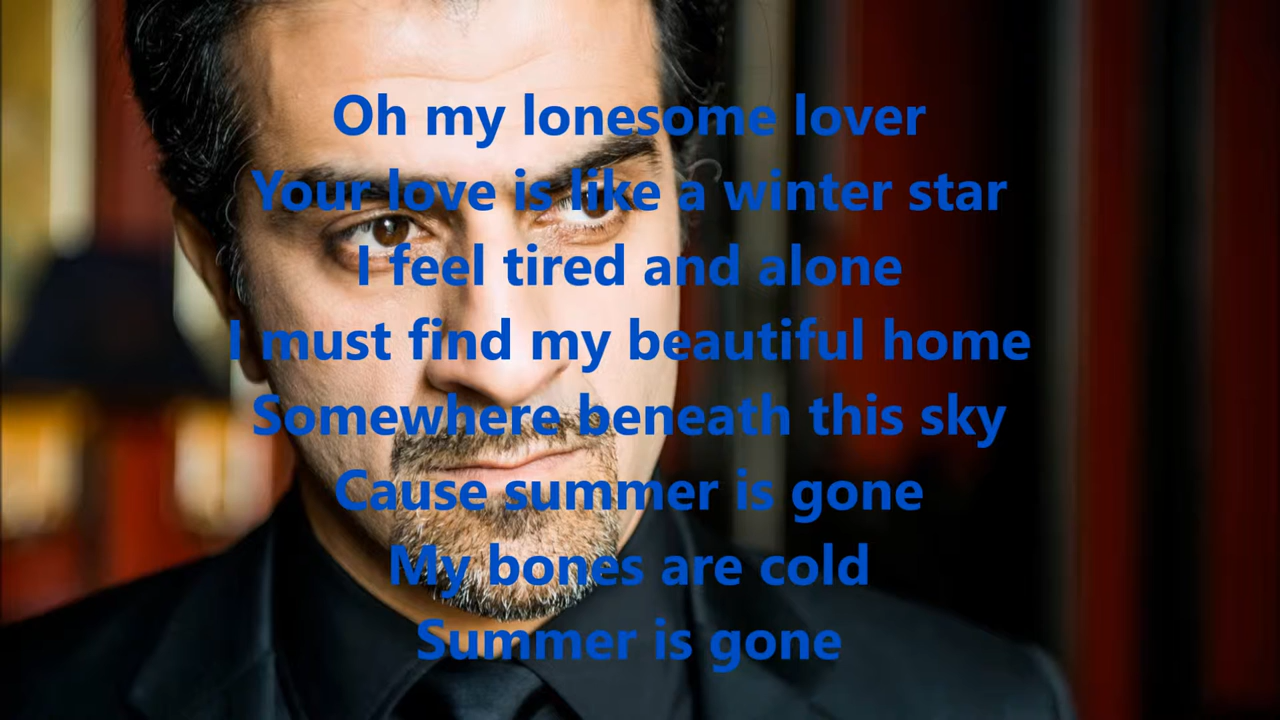 Oh my lonesome lover
Your love is like a winter star
I feel tired and alone
I must find my beautiful home
Somewhere beneath this sky
Cause summer is gone
My bones are cold
Summer is gone